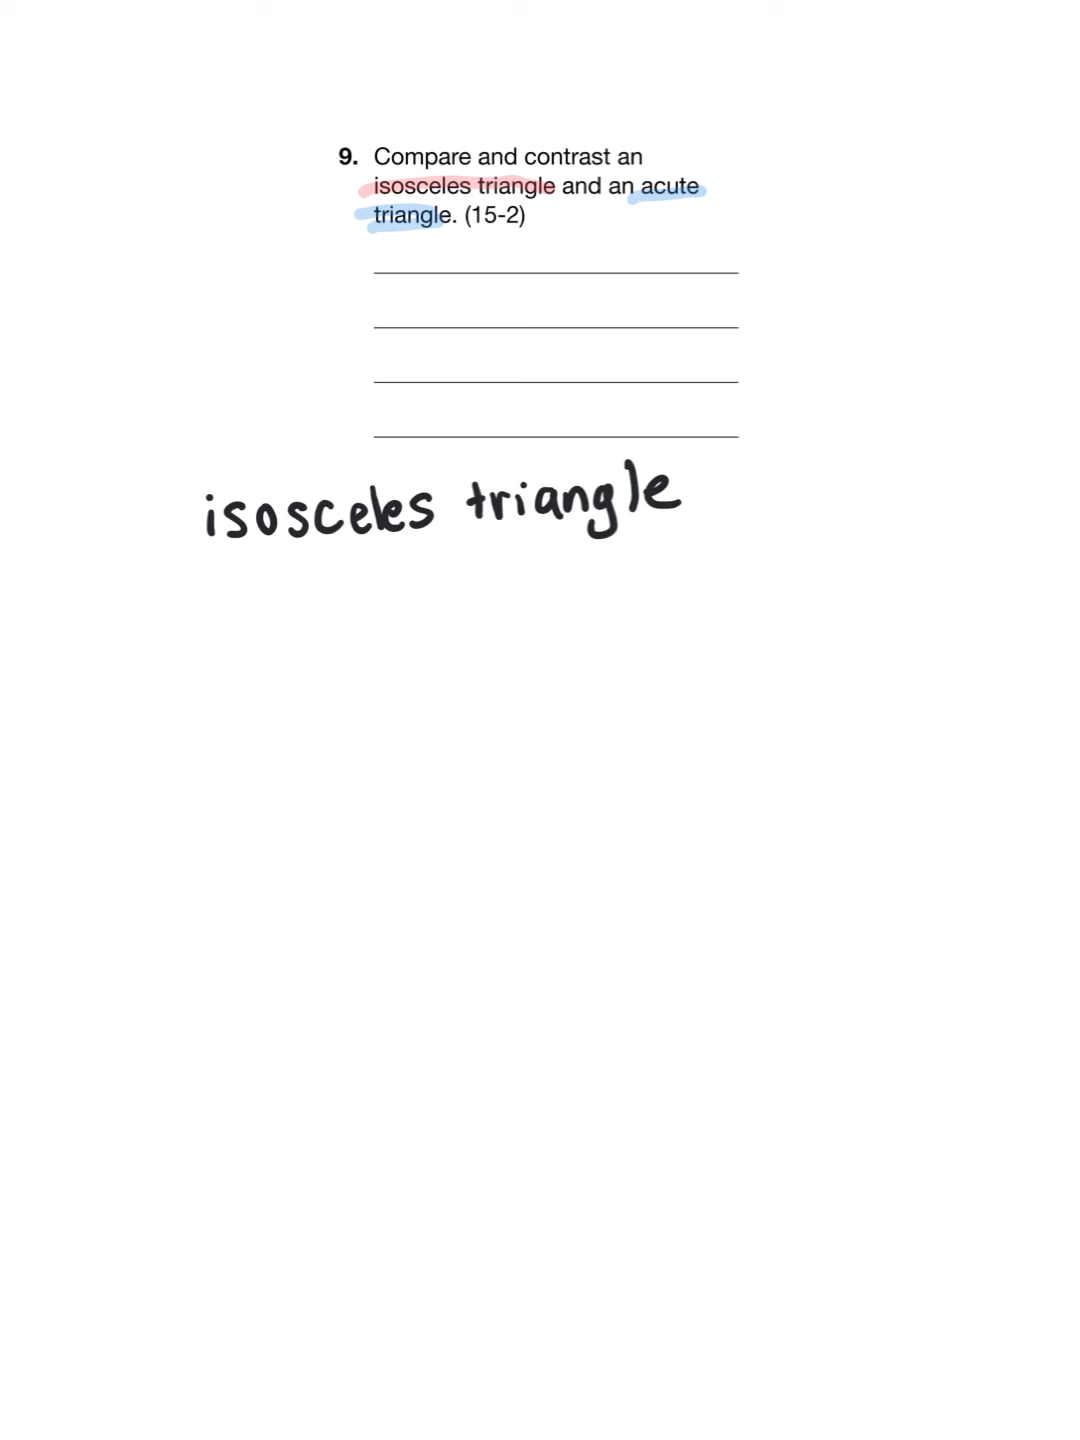 9. Compare and contrast an
isosceles triangle and an acute
triangle. (15-2)
isosceles triangle